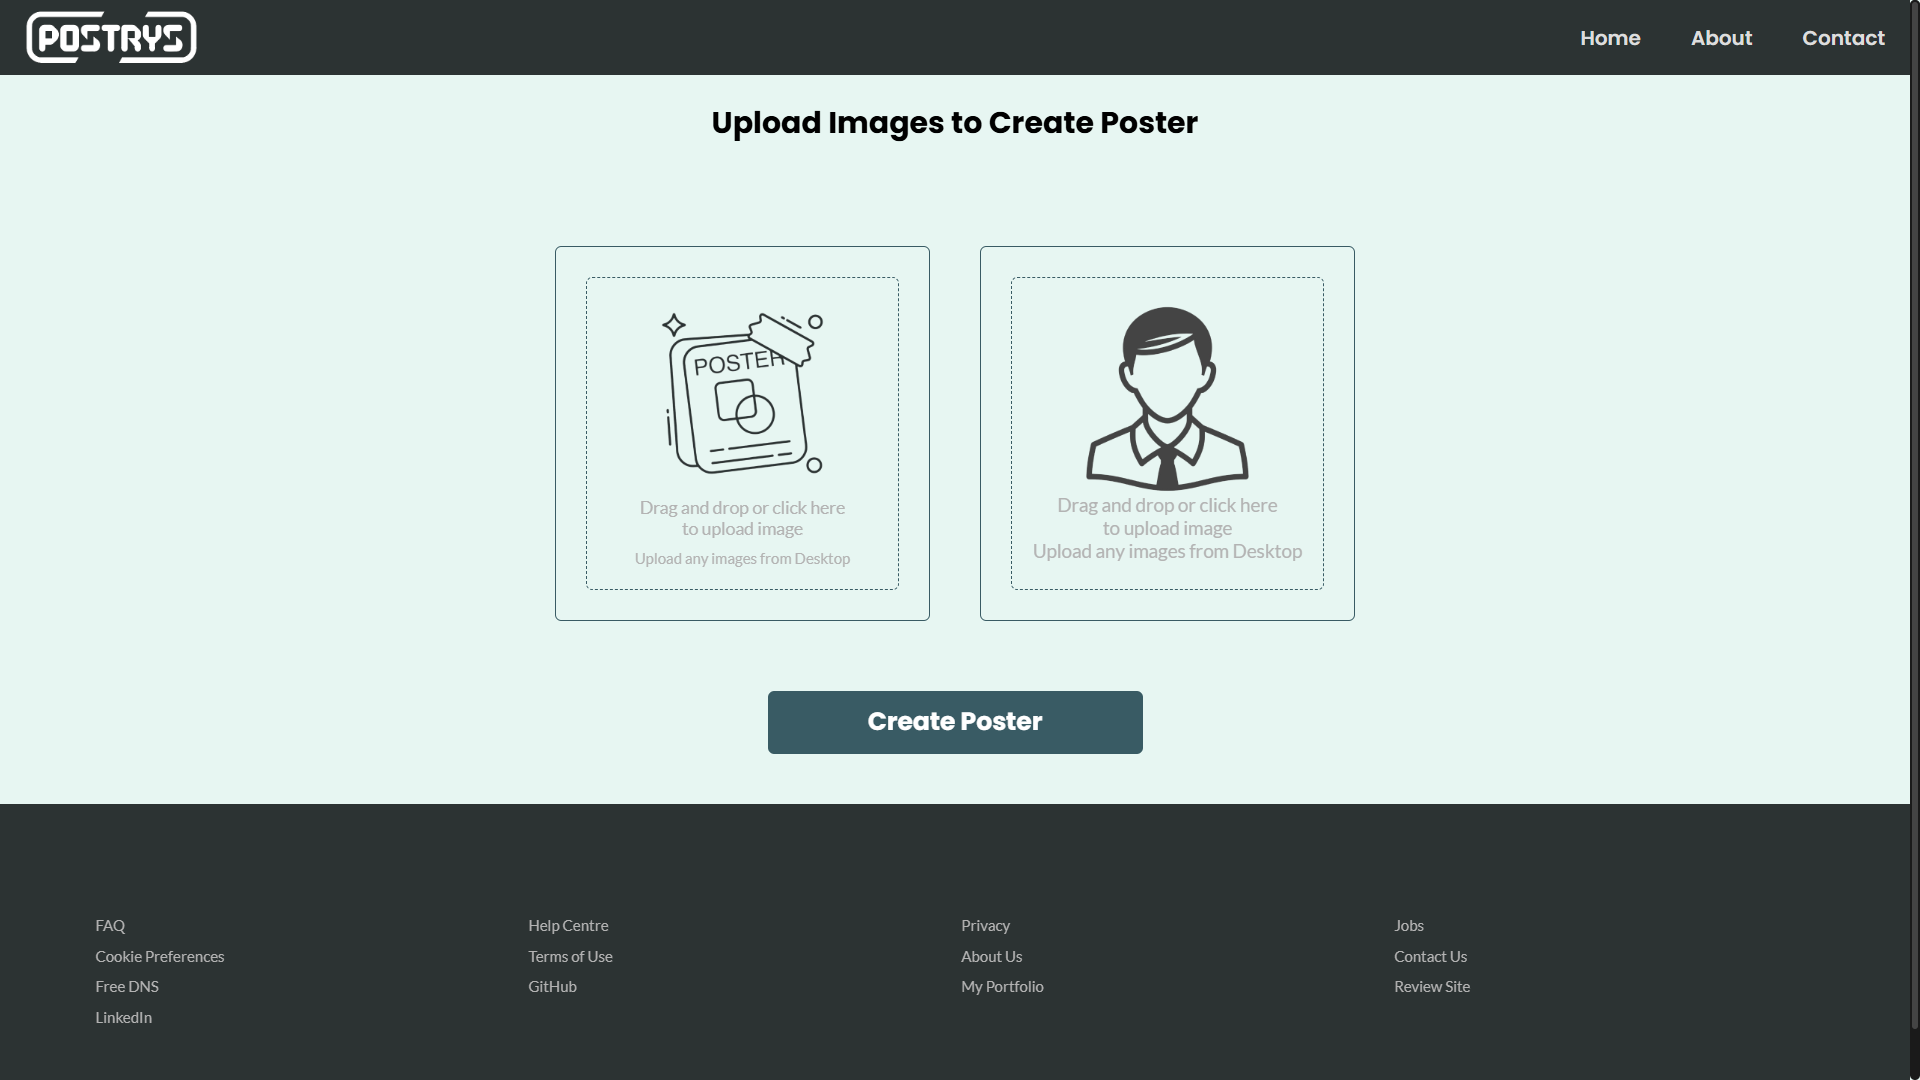 POSTRYS
Home About Contact
Upload Images to Create Poster
POSTER
Drag and drop or click here
to upload image
Upload any images from Desktop
Drag and drop or click here
to upload image
Upload any images from Desktop
Create Poster
FAQ
Cookie Preferences
Free DNS
LinkedIn
Help Centre
Terms of Use
GitHub
Privacy
About Us
My Portfolio
Jobs
Contact Us
Review Site